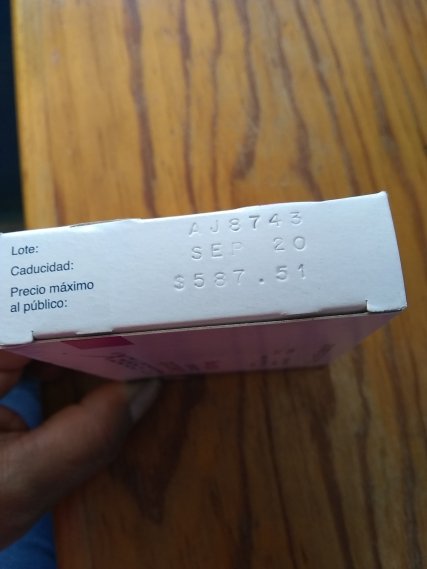 Lote: AJ8743
Caducidad: SEP 20
Precio máximo $587.51
al público: